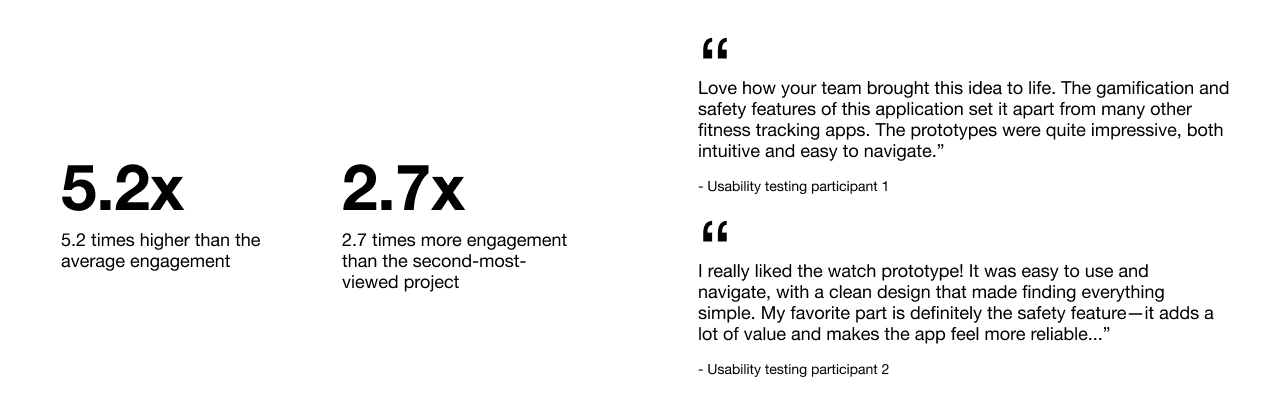 5.2x
5.2 times higher than the
average engagement
2.7x
2.7 times more engagement
than the second-most-
viewed project
“
Love how your team brought this idea to life. The gamification and
safety features of this application set it apart from many other
fitness tracking apps. The prototypes were quite impressive, both
intuitive and easy to navigate.”
- Usability testing participant 1
“
I really liked the watch prototype! It was easy to use and
navigate, with a clean design that made finding everything
simple. My favorite part is definitely the safety feature—it adds a
lot of value and makes the app feel more reliable...”
- Usability testing participant 2